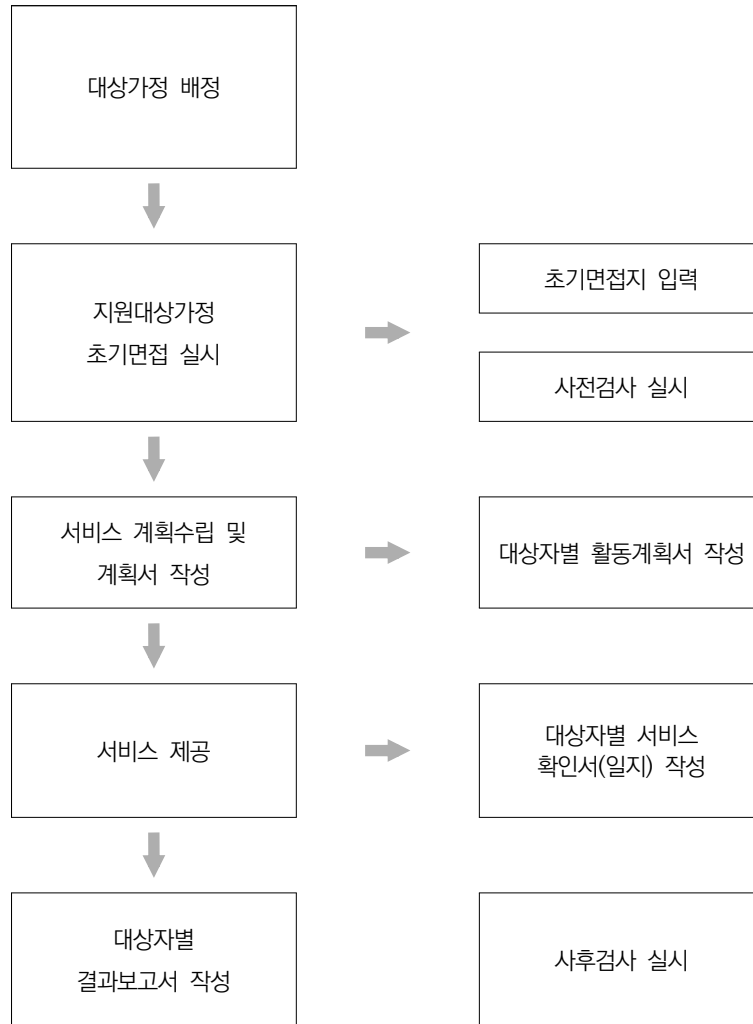 대상가정 배정
지원대상가정
초기면접 실시
초기면접지 입력
사전검사 실시
서비스 계획수립 및
계획서 작성
대상자별 활동계획서 작성
서비스 제공
대상자별 서비스
확인서(일지) 작성
대상자별
결과보고서 작성
사후검사 실시